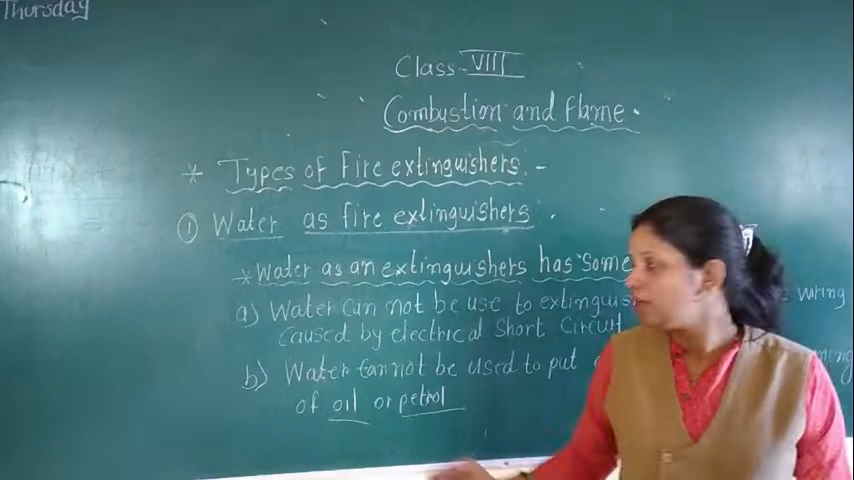 Thursday
Class-VIII
Combustion and Flame.
* Types of Fire extinguishers. -
① Water as fire extinguishers.
* Water as an extinguishers has some
a) Water can not be use to extinguis wiring
Caused by electrical short circuit
b) Water cannot be used to put
of oil or petrol